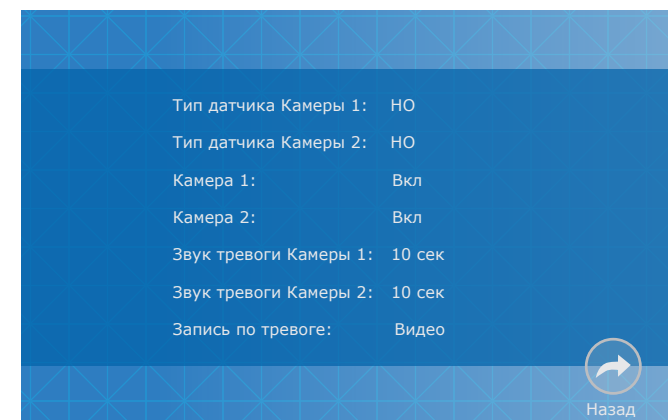 Тип датчика Камеры 1: НО
Тип датчика Камеры 2: НО
Камера 1: Вкл
Камера 2: Вкл
Звук тревоги Камеры 1: 10 сек
Звук тревоги Камеры 2: 10 сек
Запись по тревоге: Видео
Назад